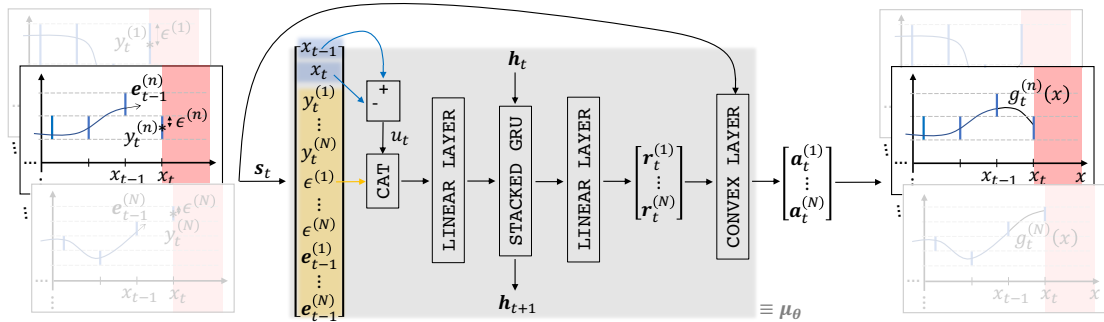 y_t^{(1)} ϵ^{(1)}
e_{t-1}^{(n)}
y_t^{(n)} ϵ^{(n)}
...
x_{t-1} x_t
e_{t-1}^{(N)} ϵ^{(N)}
y_t^{(N)}
x_{t-1} x_t
s_t
x_{t-1}
x_t
y_t^{(1)}
⋮
y_t^{(N)}
ϵ^{(1)}
⋮
ϵ^{(N)}
e_{t-1}^{(1)}
⋮
e_{t-1}^{(N)}
+
-
u_t
CAT
LINEAR LAYER
h_t
STACKED GRU
h_{t+1}
LINEAR LAYER
r_t^{(1)}
⋮
r_t^{(N)}
CONVEX LAYER
≡ μ_θ
a_t^{(1)}
⋮
a_t^{(N)}
g_t^{(n)}(x)
...
x_{t-1} x_t x
g_t^{(N)}(x)
x_{t-1} x_t x